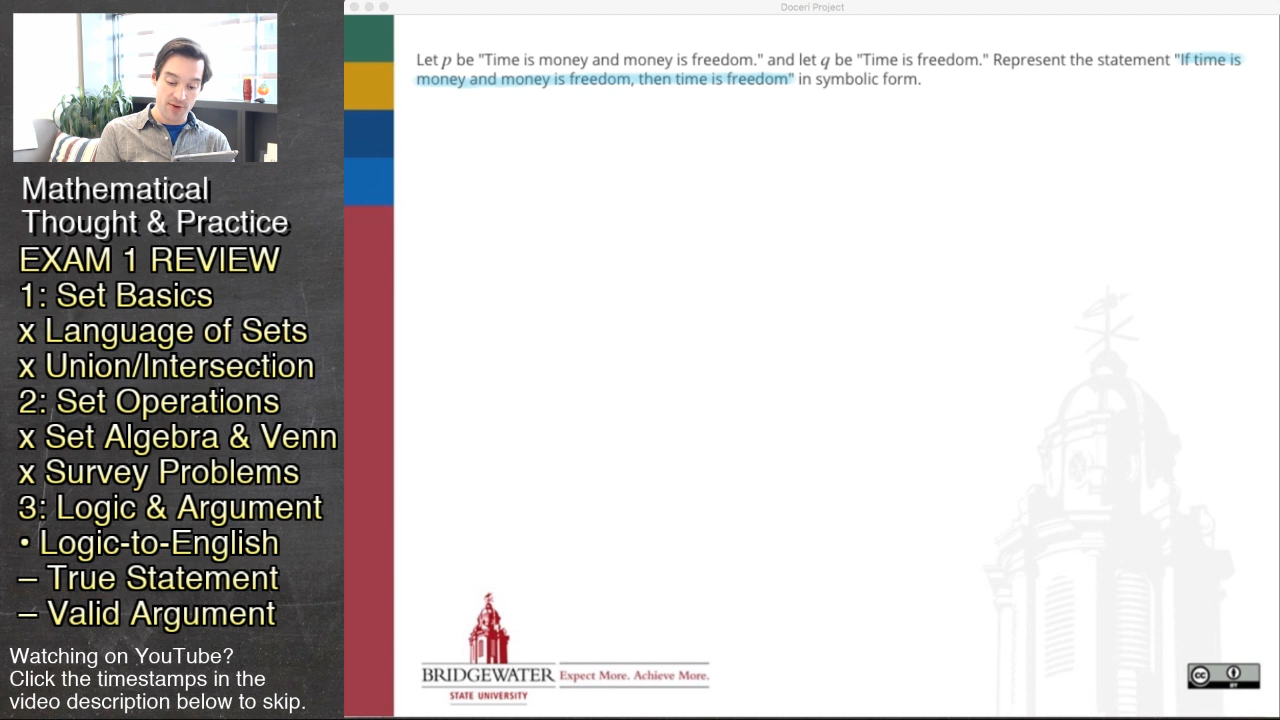 Doceri Project
Let p be "Time is money and money is freedom." and let q be "Time is freedom." Represent the statement "If time is
money and money is freedom, then time is freedom" in symbolic form.
Mathematical
Thought & Practice
EXAM 1 REVIEW
1: Set Basics
x Language of Sets
x Union/Intersection
2: Set Operations
x Set Algebra & Venn
x Survey Problems
3: Logic & Argument
• Logic-to-English
– True Statement
– Valid Argument
Watching on YouTube?
Click the timestamps in the
video description below to skip.
BRIDGEWATER
STATE UNIVERSITY
Expect More. Achieve More.
CC
BY